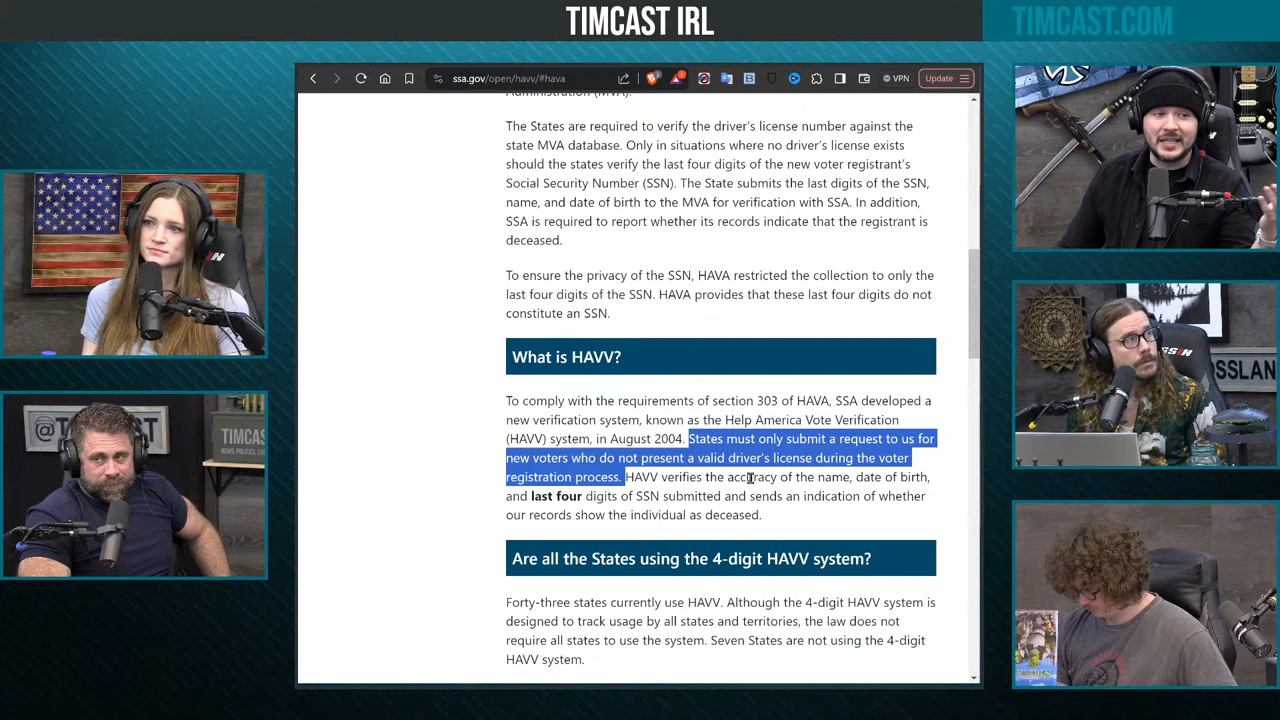 TIMCAST IRL
TIMCAST.COM
ssa.gov/open/havv/#hava
VPN
Update
Administration (MVA).
The States are required to verify the driver's license number against the
state MVA database. Only in situations where no driver's license exists
should the states verify the last four digits of the new voter registrant's
Social Security Number (SSN). The State submits the last digits of the SSN,
name, and date of birth to the MVA for verification with SSA. In addition,
SSA is required to report whether its records indicate that the registrant is
deceased.
To ensure the privacy of the SSN, HAVA restricted the collection to only the
last four digits of the SSN. HAVA provides that these last four digits do not
constitute an SSN.
What is HAVV?
To comply with the requirements of section 303 of HAVA, SSA developed a
new verification system, known as the Help America Vote Verification
(HAVV) system, in August 2004. States must only submit a request to us for
new voters who do not present a valid driver's license during the voter
registration process. HAVV verifies the accuracy of the name, date of birth,
and last four digits of SSN submitted and sends an indication of whether
our records show the individual as deceased.
Are all the States using the 4-digit HAVV system?
Forty-three states currently use HAVV. Although the 4-digit HAVV system is
designed to track usage by all states and territories, the law does not
require all states to use the system. Seven States are not using the 4-digit
HAVV system.
@T
TIMCAST
NEWS, POLITICS, CUL
OSSLAN